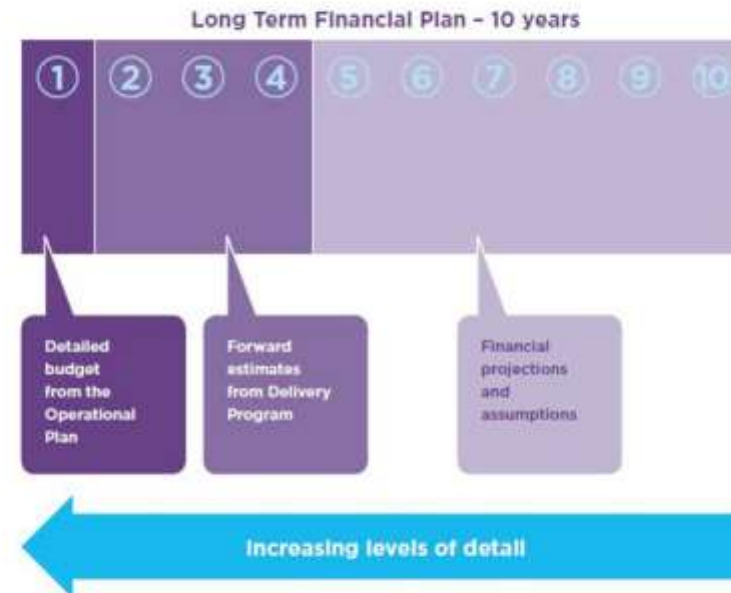 Long Term Financial Plan – 10 years
1 2 3 4 5 6 7 8 9 10
Detailed
budget
from the
Operational
Plan
Forward
estimates
from Delivery
Program
Financial
projections
and
assumptions
Increasing levels of detail